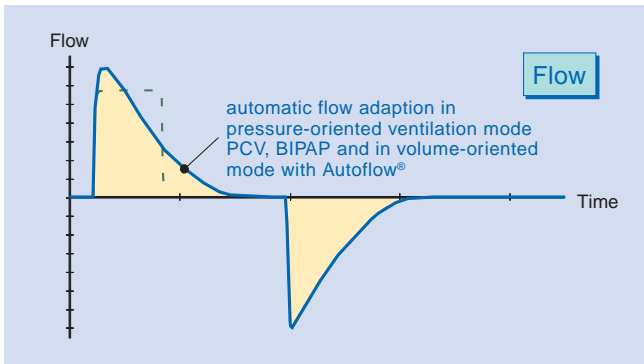 Flow
Flow
automatic flow adaption in
pressure-oriented ventilation mode
PCV, BIPAP and in volume-oriented
mode with Autoflow®
Time